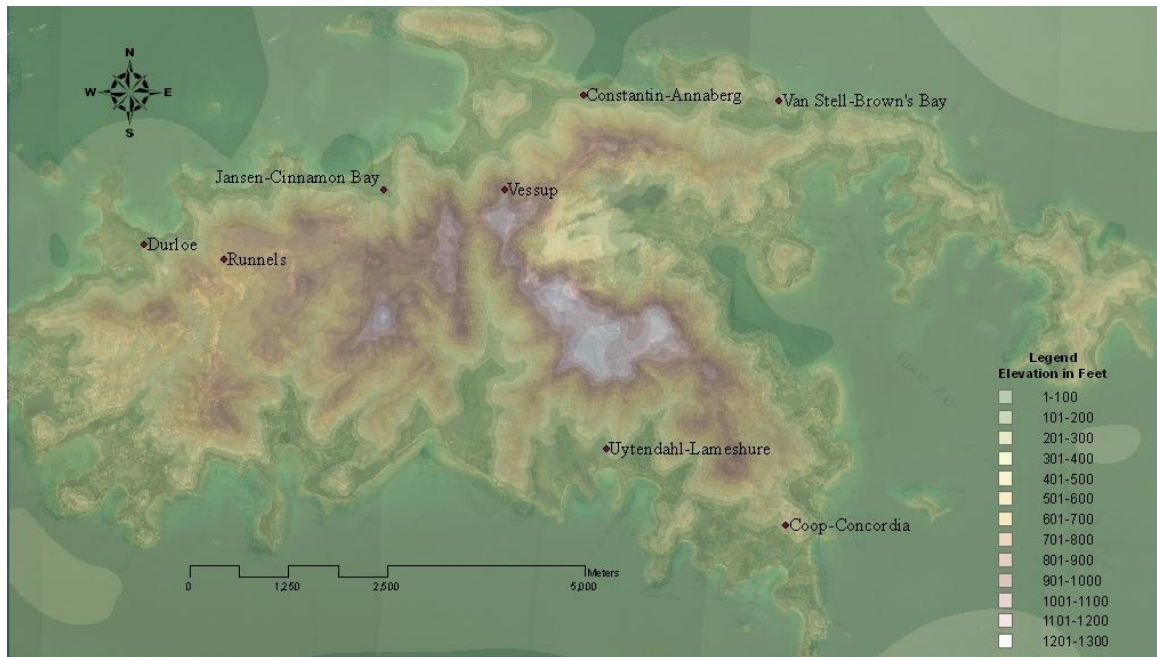 N
W E
S
Constantin-Annaberg
Van Stell-Brown's Bay
Jansen-Cinnamon Bay
Vessup
Durloe
Runnels
Legend
Elevation in Feet
1-100
101-200
201-300
301-400
401-500
501-600
601-700
701-800
801-900
901-1000
1001-1100
1101-1200
1201-1300
Uytendahl-Lameshure
Coop-Concordia
Meters
0 1,250 2,500 5,000